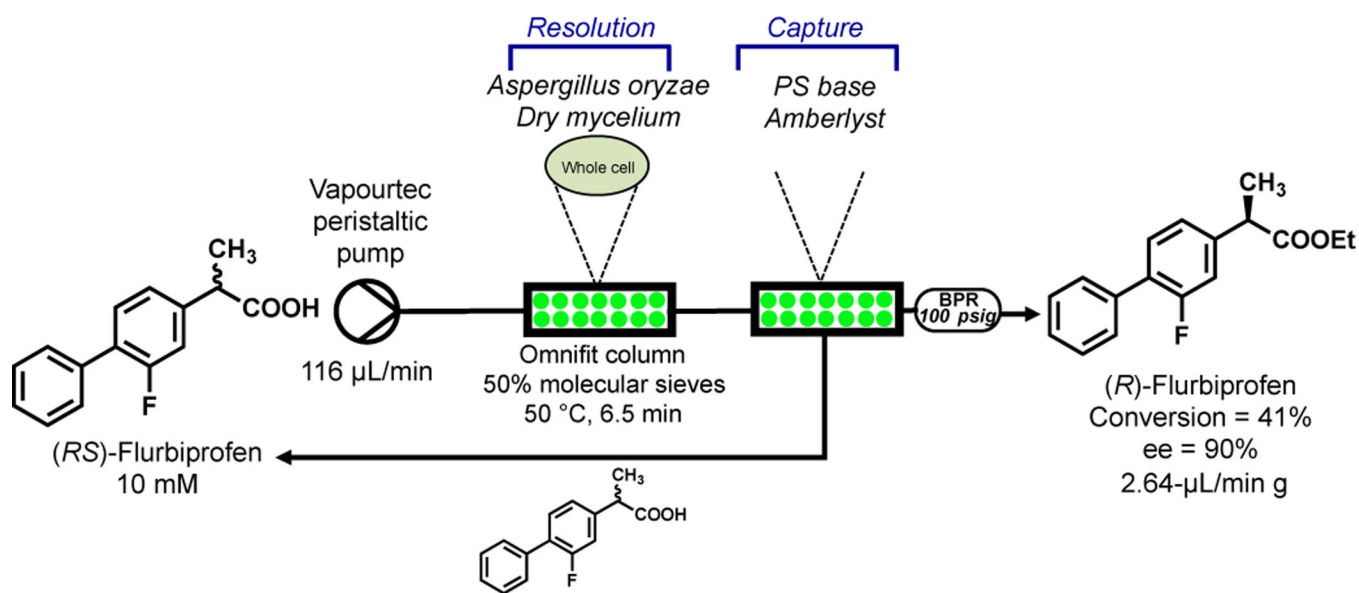 Resolution
Aspergillus oryzae
Dry mycelium
Whole cell
Capture
PS base
Amberlyst
Vapourtec
peristaltic
pump
116 µL/min
CH3
COOH
F
(RS)-Flurbiprofen
10 mM
Omnifit column
50% molecular sieves
50 °C, 6.5 min
BPR
100 psig
CH3
COOEt
F
(R)-Flurbiprofen
Conversion = 41%
ee = 90%
2.64-µL/min g
CH3
COOH
F